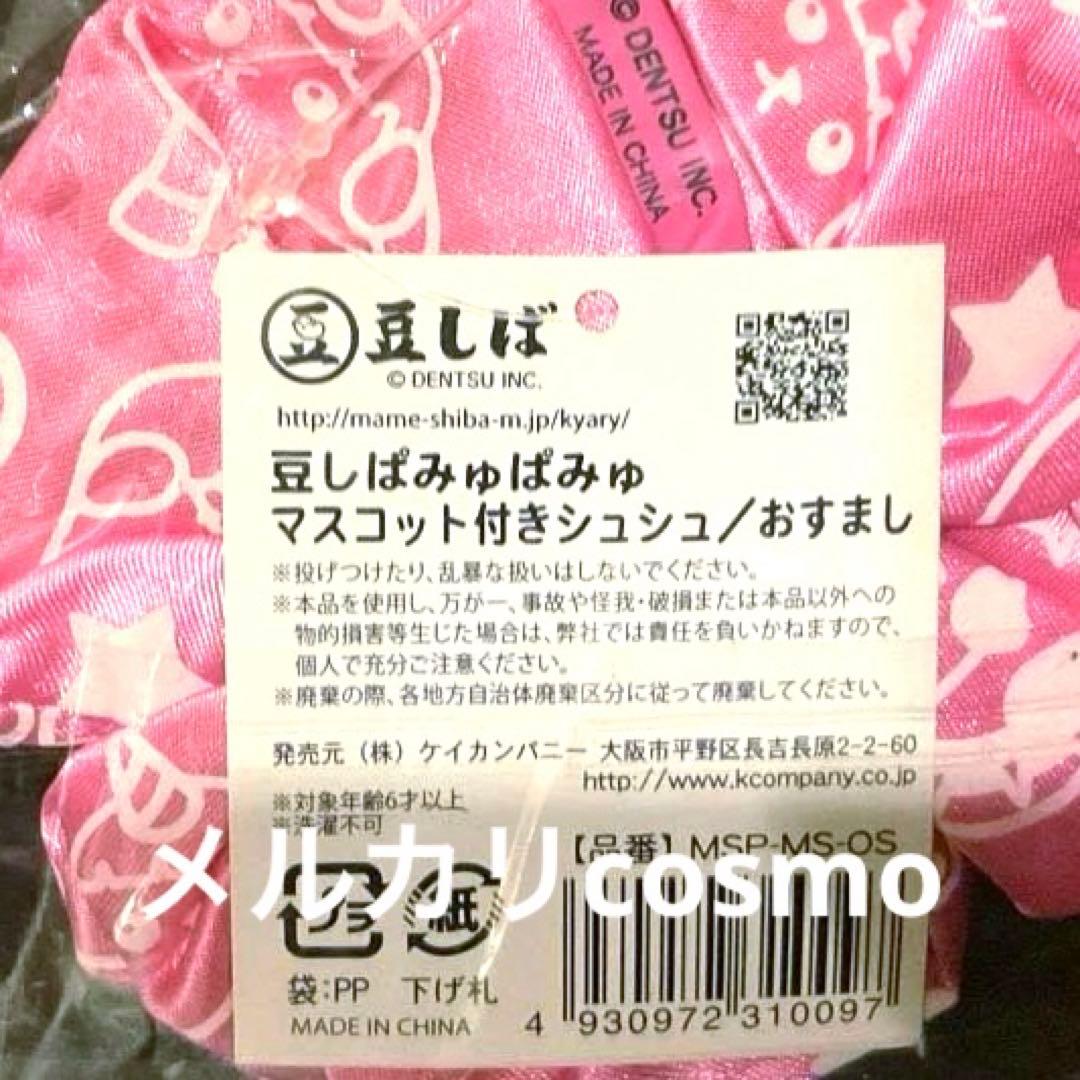 © DENTSU INC.
MADE IN CHINA
豆 豆しば
© DENTSU INC.
http://mame-shiba-m.jp/kyary/
豆しぱみゅぱみゅ
マスコット付きシュシュ／おすまし
※投げつけたり、乱暴な扱いはしないでください。
※本品を使用し、万が一、事故や怪我・破損または本品以外への
物的損害等生じた場合は、弊社では責任を負いかねますので、
個人で充分ご注意ください。
※廃棄の際、各地方自治体廃棄区分に従って廃棄してください。
発売元（株）ケイカンパニー 大阪市平野区長吉長原2-2-60
http://www.kcompany.co.jp
※対象年齢6才以上
※洗濯不可
【品番】MSP-MS-OS
メルカリcosmo
プラ 紙
袋:PP 下げ札
MADE IN CHINA
4 930972 310097